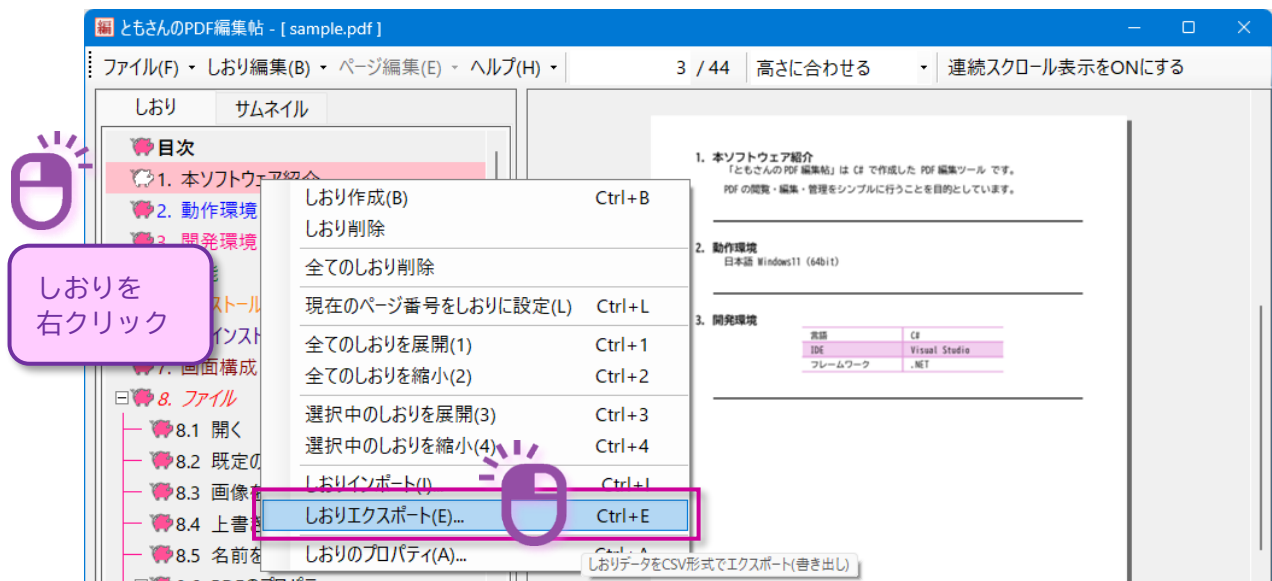 編 ともさんのPDF編集帖 - [ sample.pdf ]
ファイル(F) しおり編集(B) ページ編集(E) ヘルプ(H) 3 / 44 高さに合わせる 連続スクロール表示をONにする
しおり サムネイル
目次
1. 本ソフトウェア紹介
2. 動作環境
3. 開発環境
ストール
インスト
7. 画面構成
8. ファイル
8.1 開く
8.2 既定の
8.3 画像を
8.4 上書き
8.5 名前を
しおりを
右クリック
しおり作成(B) Ctrl+B
しおり削除
全てのしおり削除
現在のページ番号をしおりに設定(L) Ctrl+L
全てのしおりを展開(1) Ctrl+1
全てのしおりを縮小(2) Ctrl+2
選択中のしおりを展開(3) Ctrl+3
選択中のしおりを縮小(4) Ctrl+4
しおりインポート(I)... Ctrl+I
しおりエクスポート(E)... Ctrl+E
しおりのプロパティ(A)... Ctrl+A
しおりデータをCSV形式でエクスポート(書き出し)
1. 本ソフトウェア紹介
「ともさんの PDF 編集帖」は C# で作成した PDF 編集ツール です。
PDF の閲覧・編集・管理をシンプルに行うことを目的としています。
2. 動作環境
日本語 Windows11 (64bit)
3. 開発環境
言語 C#
IDE Visual Studio
フレームワーク .NET